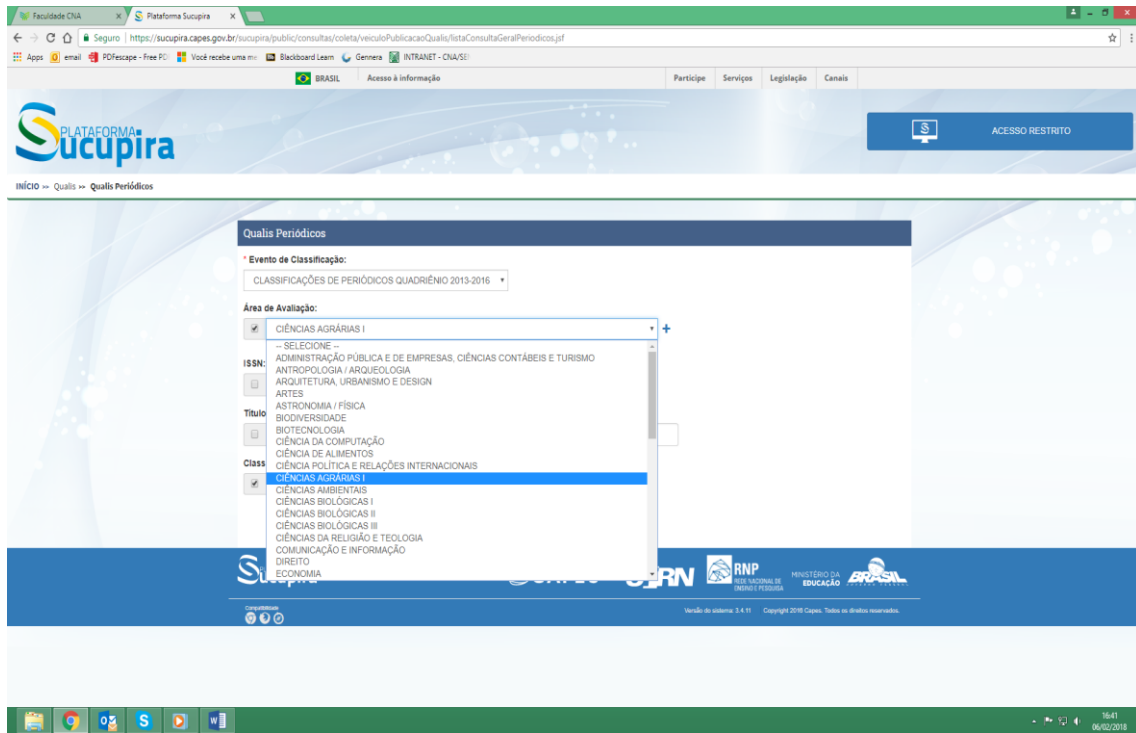 Faculdade CNA
Plataforma Sucupira
Seguro | https://sucupira.capes.gov.br/sucupira/public/consultas/coleta/veiculoPublicacaoQualis/listaConsultaGeralPeriodicos.jsf
Apps email PDFescape - Free PD Você recebe uma me Blackboard Learn Gennera INTRANET - CNA/SE
BRASIL Acesso à informação Participe Serviços Legislação Canais
PLATAFORMA
Sucupira
ACESSO RESTRITO
INÍCIO >> Qualis >> Qualis Periódicos
Qualis Periódicos
* Evento de Classificação:
CLASSIFICAÇÕES DE PERIÓDICOS QUADRIÊNIO 2013-2016
Área de Avaliação:
CIÊNCIAS AGRÁRIAS I
-- SELECIONE --
ADMINISTRAÇÃO PÚBLICA E DE EMPRESAS, CIÊNCIAS CONTÁBEIS E TURISMO
ISSN:
ANTROPOLOGIA / ARQUEOLOGIA
ARQUITETURA, URBANISMO E DESIGN
ARTES
ASTRONOMIA / FÍSICA
Titulo
BIODIVERSIDADE
BIOTECNOLOGIA
CIÊNCIA DA COMPUTAÇÃO
CIÊNCIA DE ALIMENTOS
Class
CIÊNCIA POLÍTICA E RELAÇÕES INTERNACIONAIS
CIÊNCIAS AGRÁRIAS I
CIÊNCIAS AMBIENTAIS
CIÊNCIAS BIOLÓGICAS I
CIÊNCIAS BIOLÓGICAS II
CIÊNCIAS BIOLÓGICAS III
CIÊNCIAS DA RELIGIÃO E TEOLOGIA
COMUNICAÇÃO E INFORMAÇÃO
DIREITO
ECONOMIA
RNP
REDE NACIONAL DE
ENSINO E PESQUISA
MINISTÉRIO DA
EDUCAÇÃO
BRASIL
Compatibilidade
Versão do sistema: 3.4.11 Copyright 2016 Capes. Todos os direitos reservados.
16:41
06/02/2018